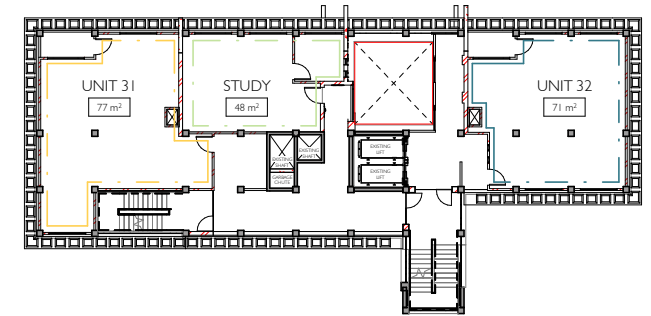 UNIT 31
77 m²
STUDY
48 m²
UNIT 32
71 m²
EXISTING
SHAFT
EXISTING
SHAFT
GARBAGE
CHUTE
EXISTING
LIFT
EXISTING
LIFT